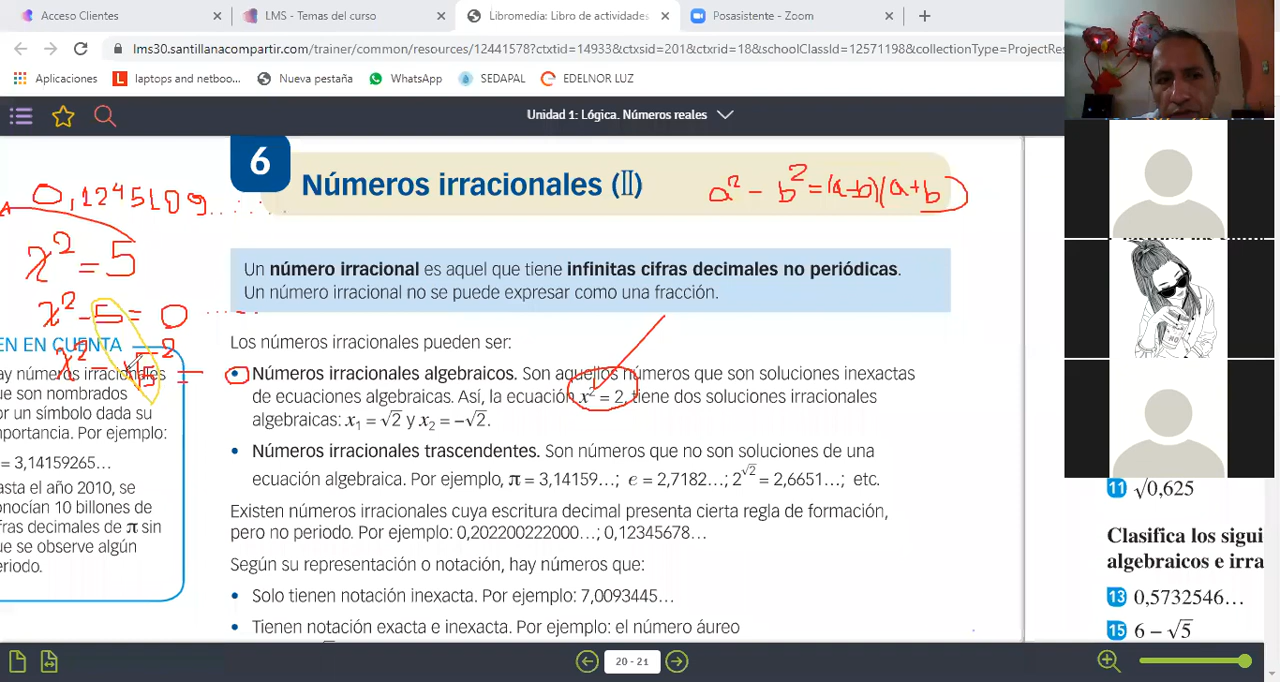 Acceso Clientes
LMS - Temas del curso
Libromedia: Libro de actividades
Posasistente - Zoom
lms30.santillanacompartir.com/trainer/common/resources/12441578?ctxtid=14933&ctxsid=201&ctxrid=18&schoolClassId=12571198&collectionType=ProjectRes
Aplicaciones
laptops and netboo...
Nueva pestaña
WhatsApp
SEDAPAL
EDELNOR LUZ
Unidad 1: Lógica. Números reales
6
Números irracionales (II)
a² - b² = (a-b)(a+b)
0,1245109......
x² = 5
x² - 5 = 0 ......
x² - √5² =
Un número irracional es aquel que tiene infinitas cifras decimales no periódicas.
Un número irracional no se puede expresar como una fracción.
EN EN CUENTA
ay números irracionales
ue son nombrados
or un símbolo dada su
mportancia. Por ejemplo:
= 3,14159265...
asta el año 2010, se
onocían 10 billones de
fras decimales de π sin
ue se observe algún
eriodo.
Los números irracionales pueden ser:
• Números irracionales algebraicos. Son aquellos números que son soluciones inexactas
de ecuaciones algebraicas. Así, la ecuación x² = 2, tiene dos soluciones irracionales
algebraicas: x₁ = √2 y x₂ = –√2.
• Números irracionales trascendentes. Son números que no son soluciones de una
ecuación algebraica. Por ejemplo, π = 3,14159...; e = 2,7182...; 2^√2 = 2,6651...; etc.
Existen números irracionales cuya escritura decimal presenta cierta regla de formación,
pero no periodo. Por ejemplo: 0,202200222000...; 0,12345678...
Según su representación o notación, hay números que:
• Solo tienen notación inexacta. Por ejemplo: 7,0093445...
• Tienen notación exacta e inexacta. Por ejemplo: el número áureo
11 √0,625
Clasifica los sigui
algebraicos e irra
13 0,5732546...
15 6 – √5
20 - 21